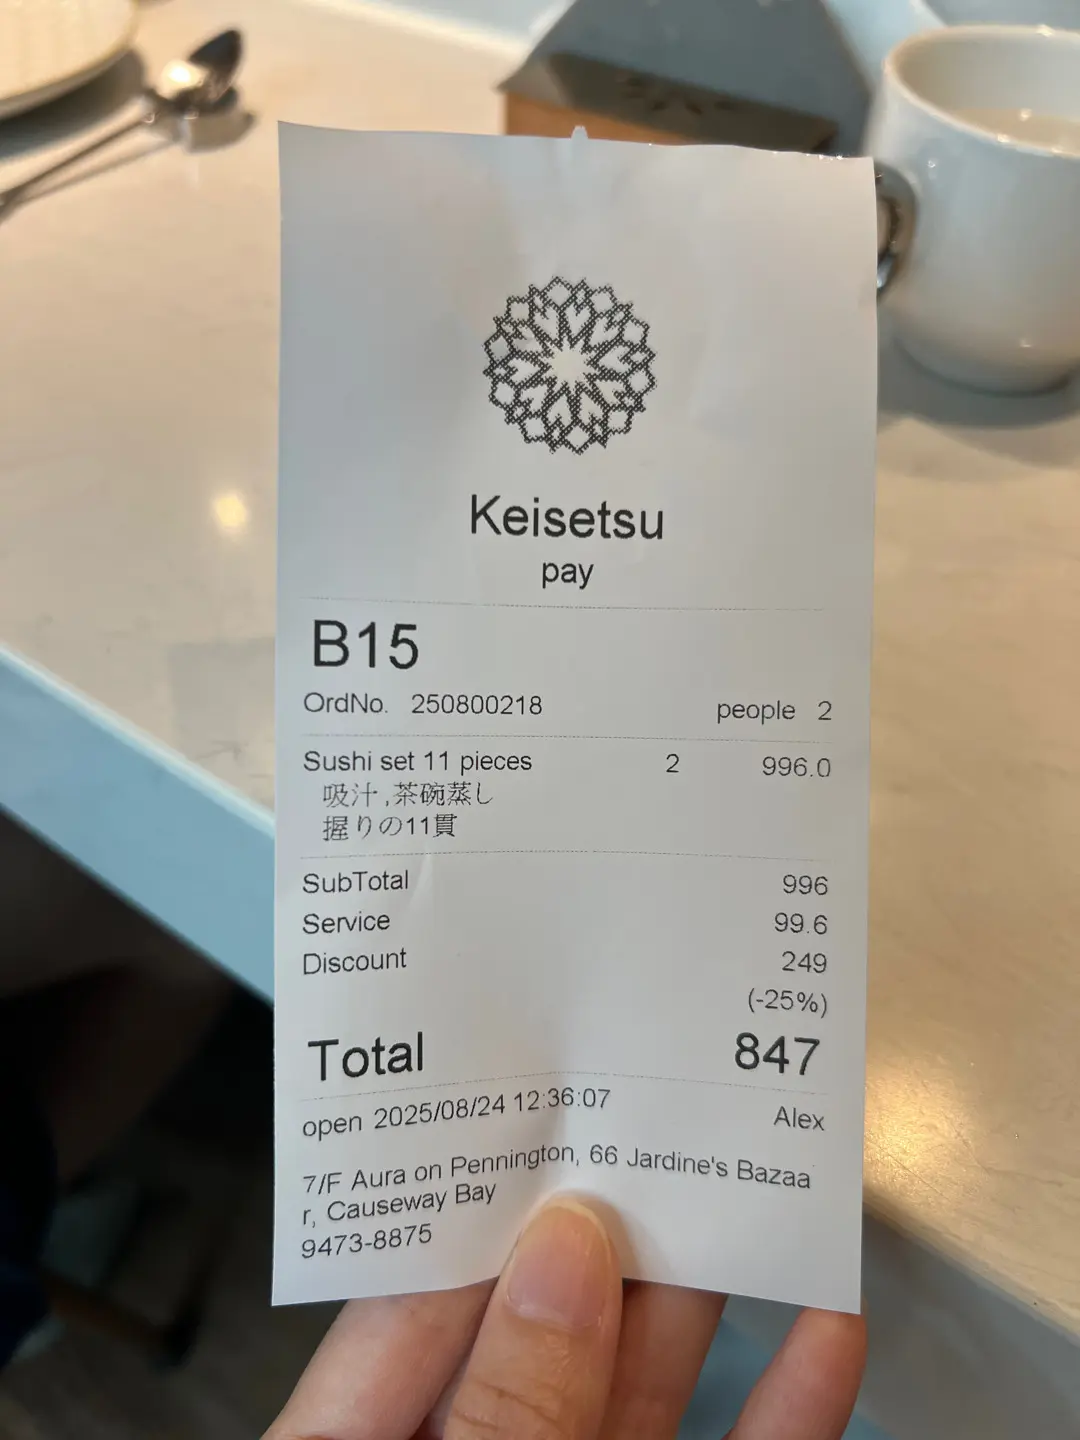 Keisetsu
pay
B15
OrdNo. 250800218 people 2
Sushi set 11 pieces 2 996.0
吸汁,茶碗蒸し
握りの11貫
SubTotal 996
Service 99.6
Discount 249
(-25%)
Total 847
open 2025/08/24 12:36:07 Alex
7/F Aura on Pennington, 66 Jardine's Bazaa
r, Causeway Bay
9473-8875